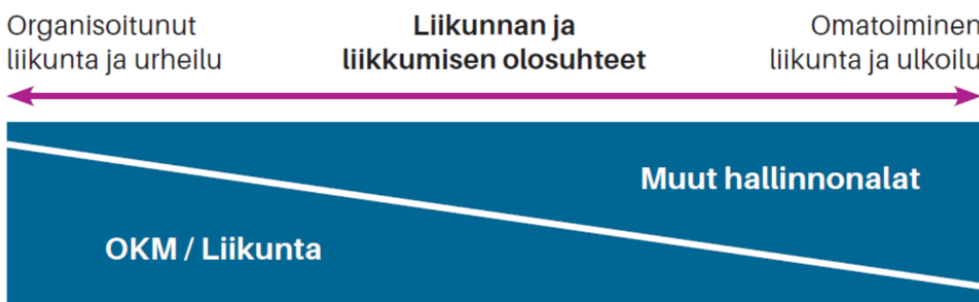 Organisoitunut
liikunta ja urheilu
Liikunnan ja
liikkumisen olosuhteet
Omatoiminen
liikunta ja ulkoilu
Muut hallinnonalat
OKM / Liikunta